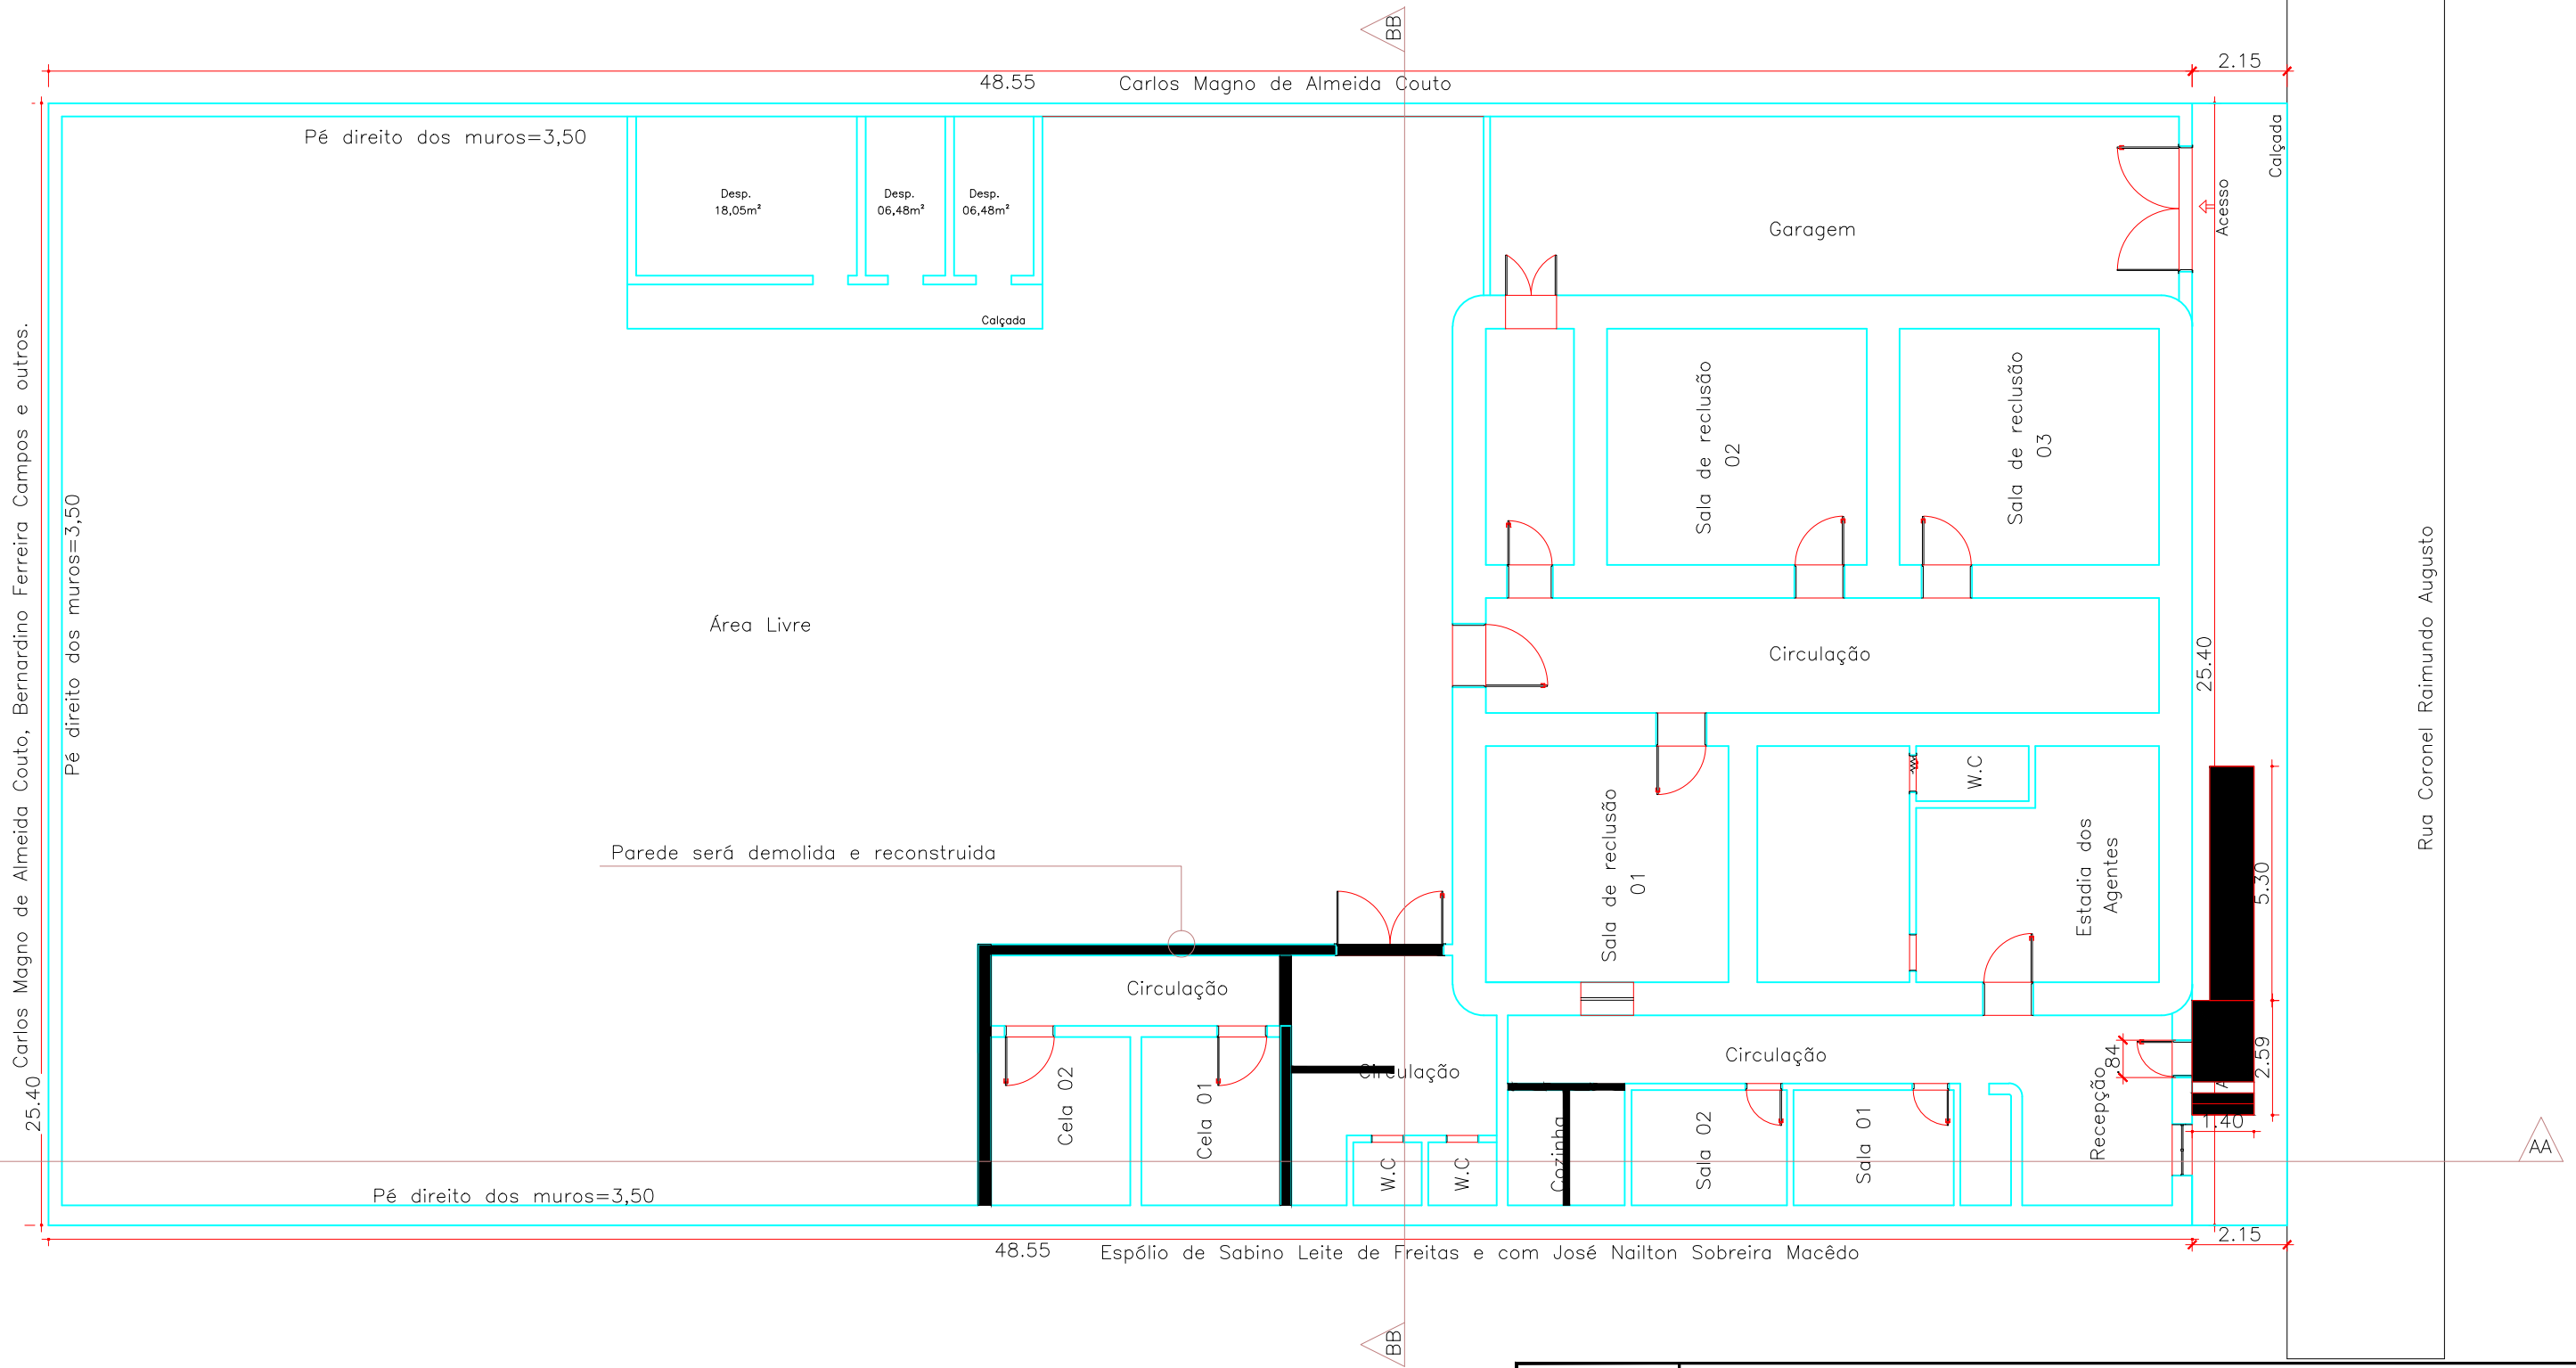 BB
2.15
48.55
Carlos Magno de Almeida Couto
Pé direito dos muros=3,50
Calçada
Desp.
18,05m²
Desp.
06,48m²
Desp.
06,48m²
Acesso
Garagem
Calçada
Carlos Magno de Almeida Couto, Bernardino Ferreira Campos e outros.
25.40
Pé direito dos muros=3,50
Sala de reclusão
02
Sala de reclusão
03
Rua Coronel Raimundo Augusto
Área Livre
Circulação
25.40
W.C
Parede será demolida e reconstruida
Sala de reclusão
01
Estadia dos
Agentes
5.30
Circulação
Circulação
Circulação
.84
2.59
Cela 02
Cela 01
Recepção
1.40
Cozinha
Sala 02
Sala 01
W.C
W.C
AA
Pé direito dos muros=3,50
2.15
48.55
Espólio de Sabino Leite de Freitas e com José Nailton Sobreira Macêdo
BB